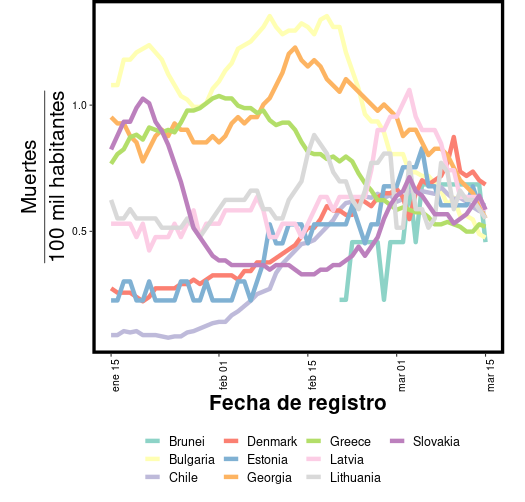 Muertes
100 mil habitantes
1.0
0.5
ene 15
feb 01
feb 15
mar 01
mar 15
Fecha de registro
Brunei Denmark Greece Slovakia
Bulgaria Estonia Latvia
Chile Georgia Lithuania